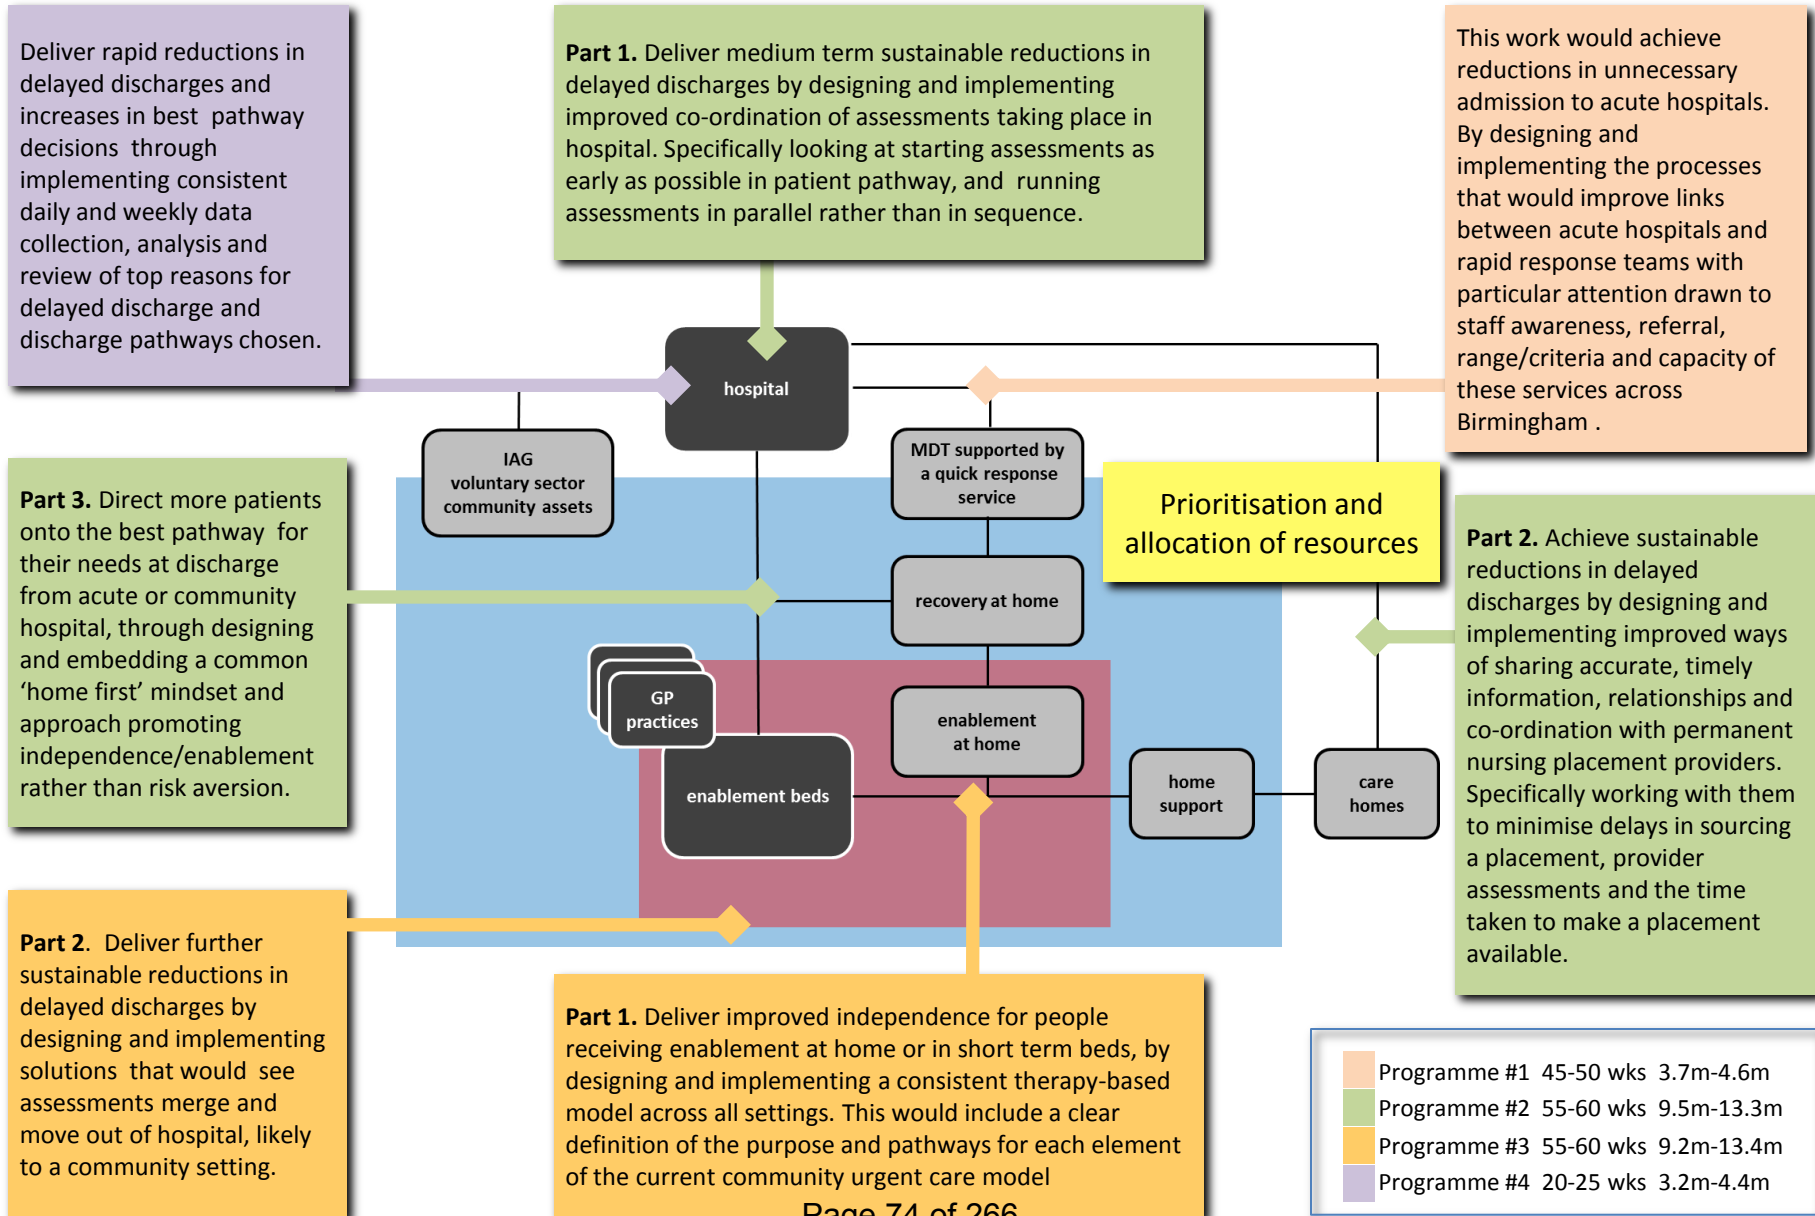 Deliver rapid reductions in
delayed discharges and
increases in best pathway
decisions through
implementing consistent
daily and weekly data
collection, analysis and
review of top reasons for
delayed discharge and
discharge pathways chosen.
Part 1. Deliver medium term sustainable reductions in
delayed discharges by designing and implementing
improved co-ordination of assessments taking place in
hospital. Specifically looking at starting assessments as
early as possible in patient pathway, and running
assessments in parallel rather than in sequence.
This work would achieve
reductions in unnecessary
admission to acute hospitals.
By designing and
implementing the processes
that would improve links
between acute hospitals and
rapid response teams with
particular attention drawn to
staff awareness, referral,
range/criteria and capacity of
these services across
Birmingham .
hospital
IAG
voluntary sector
community assets
MDT supported by
a quick response
service
Prioritisation and
allocation of resources
Part 3. Direct more patients
onto the best pathway for
their needs at discharge
from acute or community
hospital, through designing
and embedding a common
‘home first’ mindset and
approach promoting
independence/enablement
rather than risk aversion.
recovery at home
GP
practices
enablement
at home
enablement beds
home
support
care
homes
Part 2. Achieve sustainable
reductions in delayed
discharges by designing and
implementing improved ways
of sharing accurate, timely
information, relationships and
co-ordination with permanent
nursing placement providers.
Specifically working with them
to minimise delays in sourcing
a placement, provider
assessments and the time
taken to make a placement
available.
Part 2. Deliver further
sustainable reductions in
delayed discharges by
designing and implementing
solutions that would see
assessments merge and
move out of hospital, likely
to a community setting.
Part 1. Deliver improved independence for people
receiving enablement at home or in short term beds, by
designing and implementing a consistent therapy-based
model across all settings. This would include a clear
definition of the purpose and pathways for each element
of the current community urgent care model
Programme #1 45-50 wks 3.7m-4.6m
Programme #2 55-60 wks 9.5m-13.3m
Programme #3 55-60 wks 9.2m-13.4m
Programme #4 20-25 wks 3.2m-4.4m
Page 74 of 266